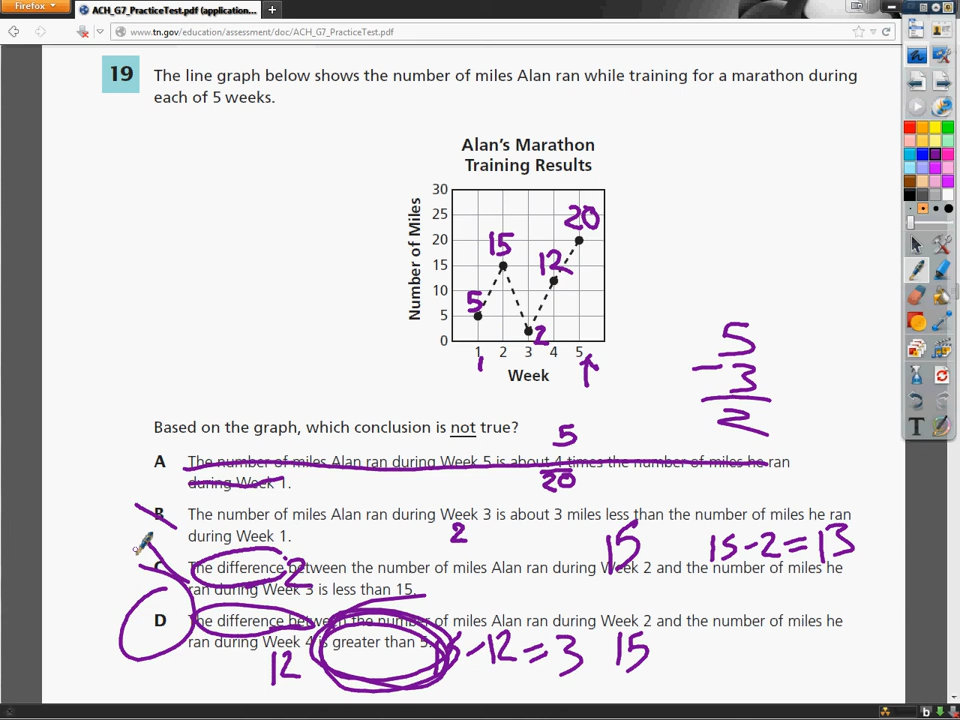 Firefox
ACH_G7_PracticeTest.pdf (application...
www.tn.gov/education/assessment/doc/ACH_G7_PracticeTest.pdf
19 The line graph below shows the number of miles Alan ran while training for a marathon during
each of 5 weeks.
Alan's Marathon
Training Results
Number of Miles
30
25
20
15
10
5
0
1 2 3 4 5
Week
5
15
2
12
20
1
5
- 3
2
Based on the graph, which conclusion is not true?
5
A The number of miles Alan ran during Week 5 is about 4 times the number of miles he ran
during Week 1.
20
B The number of miles Alan ran during Week 3 is about 3 miles less than the number of miles he ran
during Week 1.
2
15 15-2=13
C The difference between the number of miles Alan ran during Week 2 and the number of miles he
ran during Week 3 is less than 15.
2
D The difference between the number of miles Alan ran during Week 2 and the number of miles he
ran during Week 4 is greater than 5.
12 -12=3 15
T
b